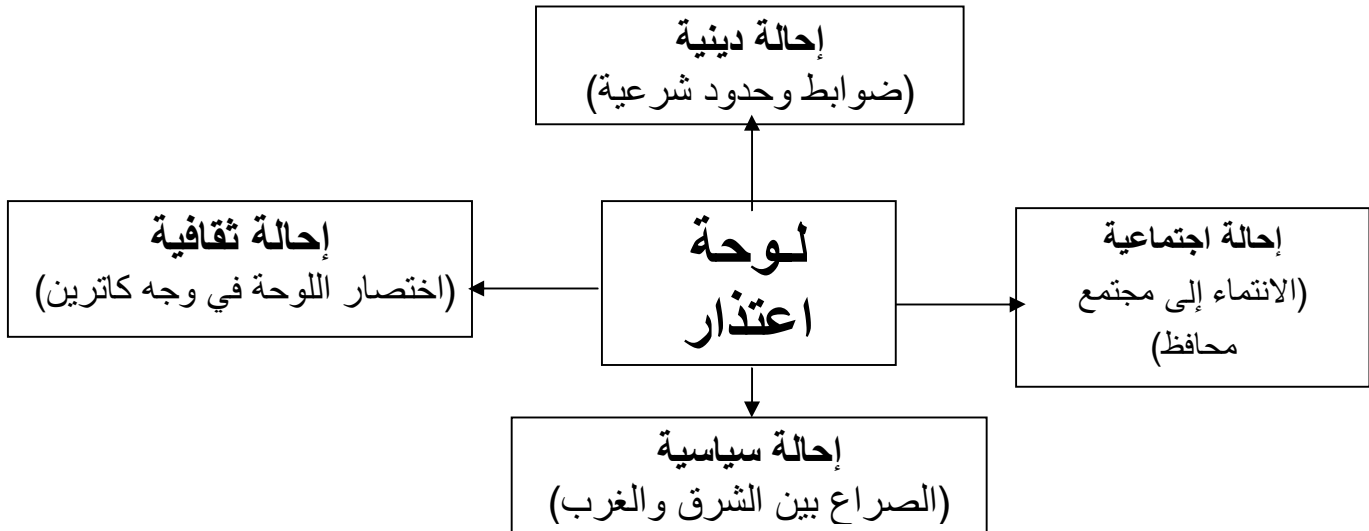 إحالة دينية
(ضوابط وحدود شرعية)
إحالة اجتماعية
(الانتماء إلى مجتمع
محافظ)
لـوحة
اعتذار
إحالة ثقافية
(اختصار اللوحة في وجه كاترين)
إحالة سياسية
(الصراع بين الشرق والغرب)